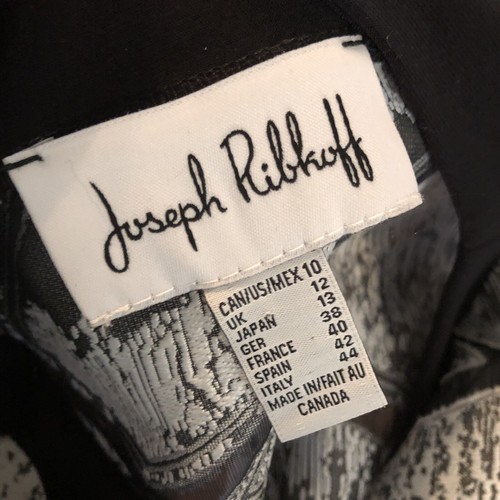 Joseph Ribkoff
CAN/US/MEX 10
UK 12
JAPAN 13
GER 38
FRANCE 40
SPAIN 42
ITALY 44
MADE IN/FAIT AU
CANADA